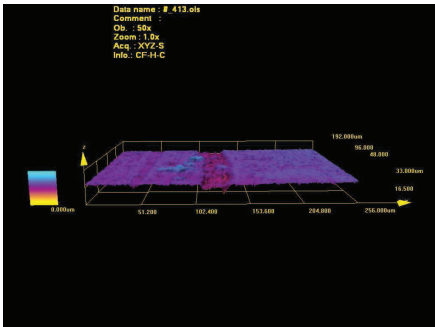 Data name : #_413.ols
Comment :
Ob. : 50x
Zoom : 1.0x
Acq. : XYZ-S
Info.: CF-H-C
192.000um
96.000
48.000
z
33.000um
16.500
0.000um
51.200
102.400
153.600
204.800
256.000um